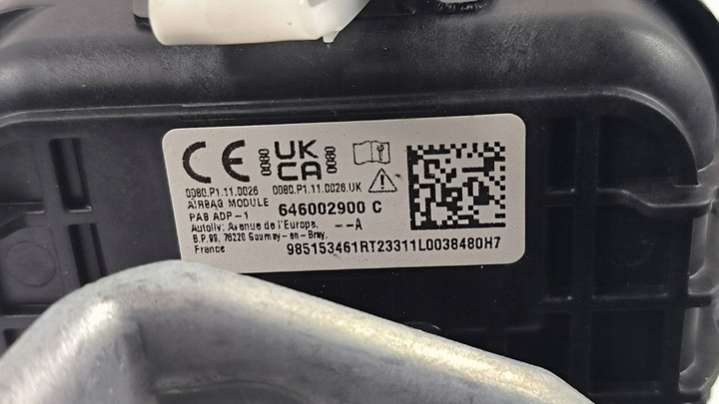 CE 0080 UK CA 0080
0080.P1.11.0026 0080.P1.11.0026.UK
AIRBAG MODULE
PAB ADP-1 646002900 C
Autoliv: Avenue de l'Europe, --A
B.P. 99, 76220 Gournay-en-Bray,
France 985153461RT23311L0038480H7